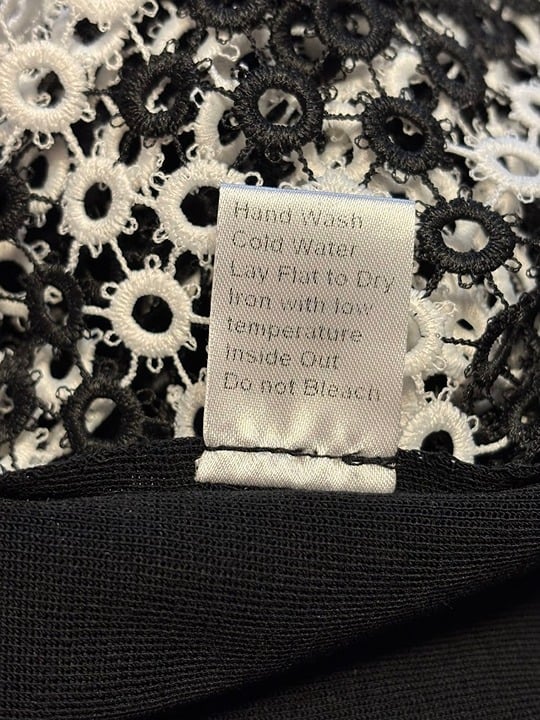 Hand Wash
Cold Water
Lay Flat to Dry
Iron with low
temperature
Inside Out
Do not Bleach